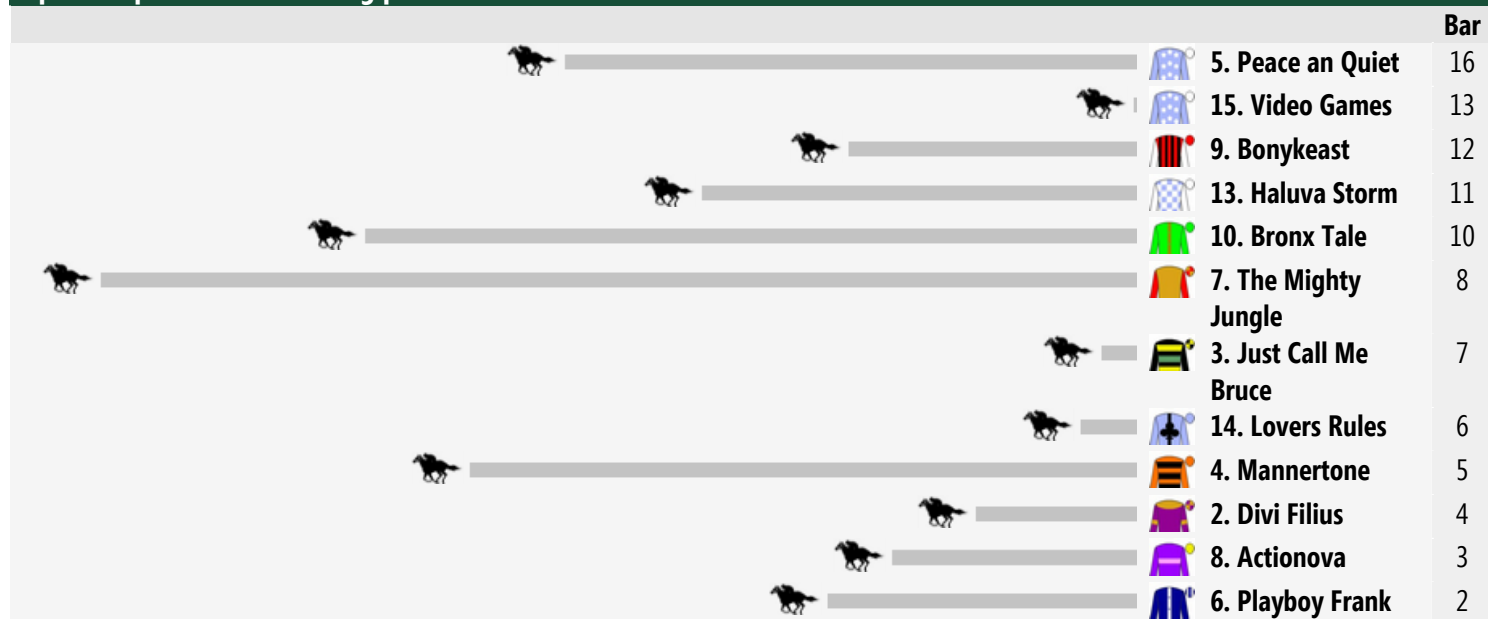 Bar
5. Peace an Quiet 16
15. Video Games 13
9. Bonykeast 12
13. Haluva Storm 11
10. Bronx Tale 10
7. The Mighty 8
Jungle
3. Just Call Me 7
Bruce
14. Lovers Rules 6
4. Mannertone 5
2. Divi Filius 4
8. Actionova 3
6. Playboy Frank 2